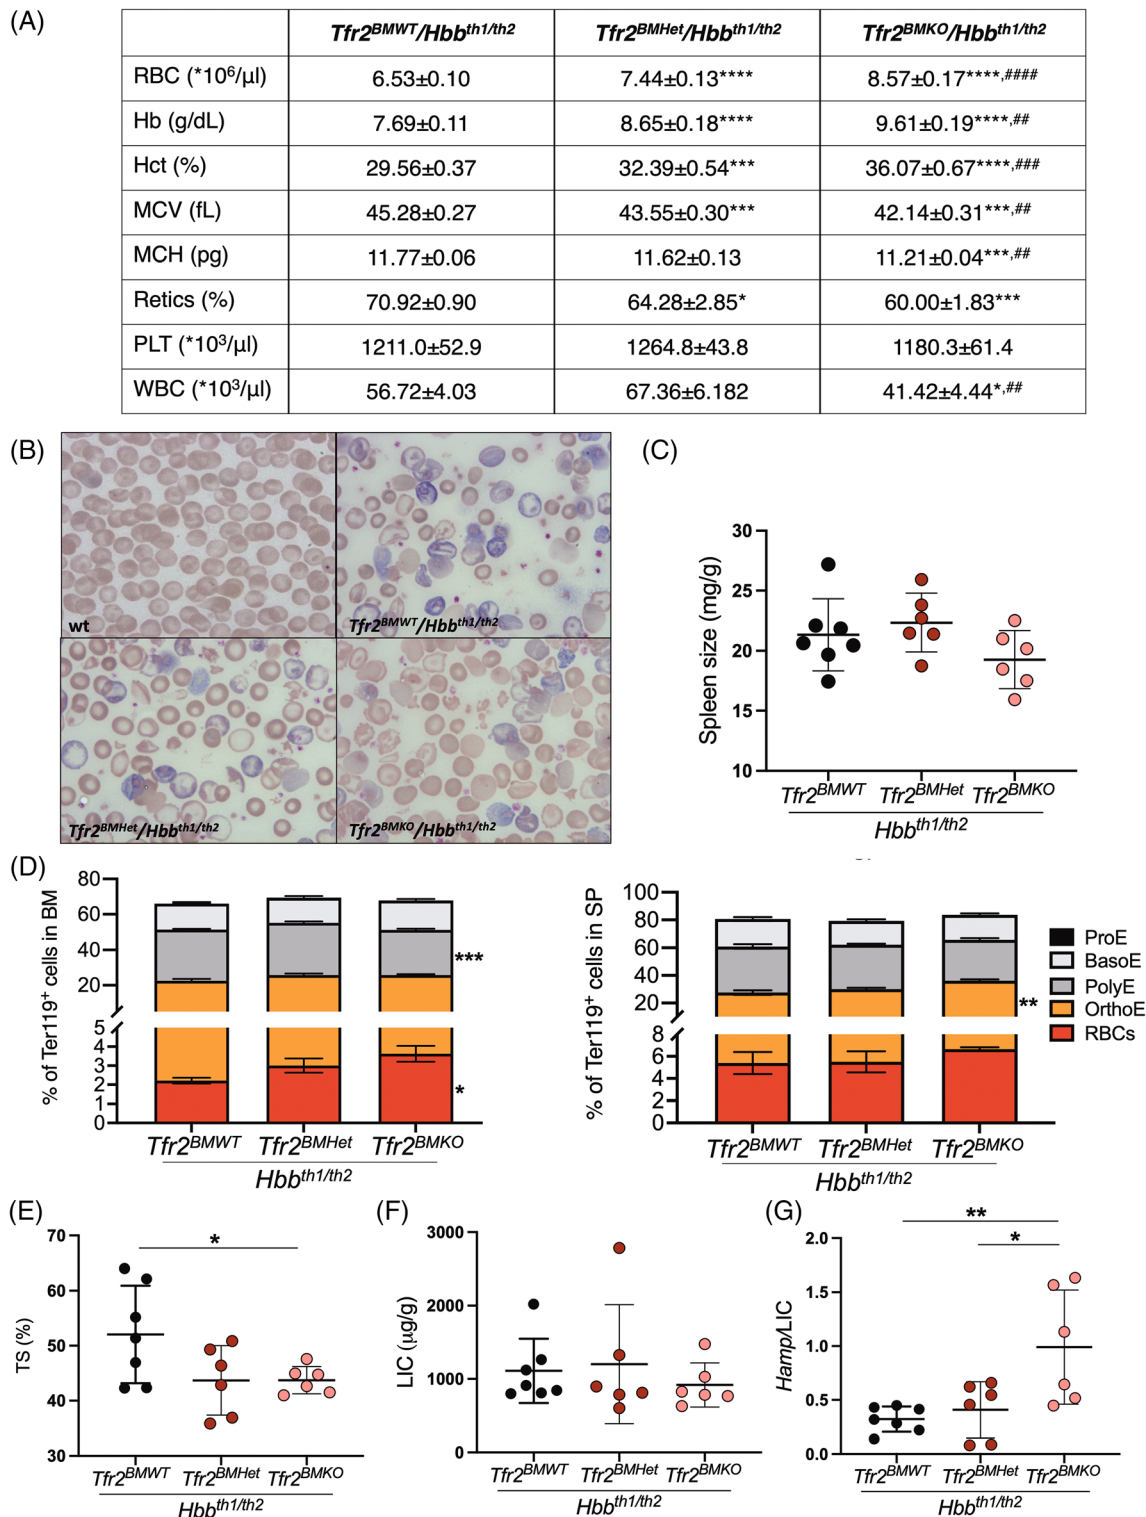 (A)
Tfr2BMWT/Hbbth1/th2 Tfr2BMHet/Hbbth1/th2 Tfr2BMKO/Hbbth1/th2
RBC (*10⁶/µl) 6.53±0.10 7.44±0.13**** 8.57±0.17****,####
Hb (g/dL) 7.69±0.11 8.65±0.18**** 9.61±0.19****,##
Hct (%) 29.56±0.37 32.39±0.54*** 36.07±0.67****,###
MCV (fL) 45.28±0.27 43.55±0.30*** 42.14±0.31***,##
MCH (pg) 11.77±0.06 11.62±0.13 11.21±0.04***,##
Retics (%) 70.92±0.90 64.28±2.85* 60.00±1.83***
PLT (*10³/µl) 1211.0±52.9 1264.8±43.8 1180.3±61.4
WBC (*10³/µl) 56.72±4.03 67.36±6.182 41.42±4.44*,##
(B)
wt
Tfr2BMWT/Hbbth1/th2
Tfr2BMHet/Hbbth1/th2
Tfr2BMKO/Hbbth1/th2
(C)
Spleen size (mg/g)
30
25
20
15
10
Tfr2BMWT Tfr2BMHet Tfr2BMKO
Hbbth1/th2
(D)
% of Ter119⁺ cells in BM
80
60
40
20
5
4
3
2
1
0
***
*
Tfr2BMWT Tfr2BMHet Tfr2BMKO
Hbbth1/th2
% of Ter119⁺ cells in SP
100
80
60
40
20
8
6
4
2
0
**
Tfr2BMWT Tfr2BMHet Tfr2BMKO
Hbbth1/th2
ProE
BasoE
PolyE
OrthoE
RBCs
(E)
TS (%)
70
60
50
40
30
*
Tfr2BMWT Tfr2BMHet Tfr2BMKO
Hbbth1/th2
(F)
LIC (µg/g)
3000
2000
1000
0
Tfr2BMWT Tfr2BMHet Tfr2BMKO
Hbbth1/th2
(G)
Hamp/LIC
2.0
1.5
1.0
0.5
0.0
**
*
Tfr2BMWT Tfr2BMHet Tfr2BMKO
Hbbth1/th2